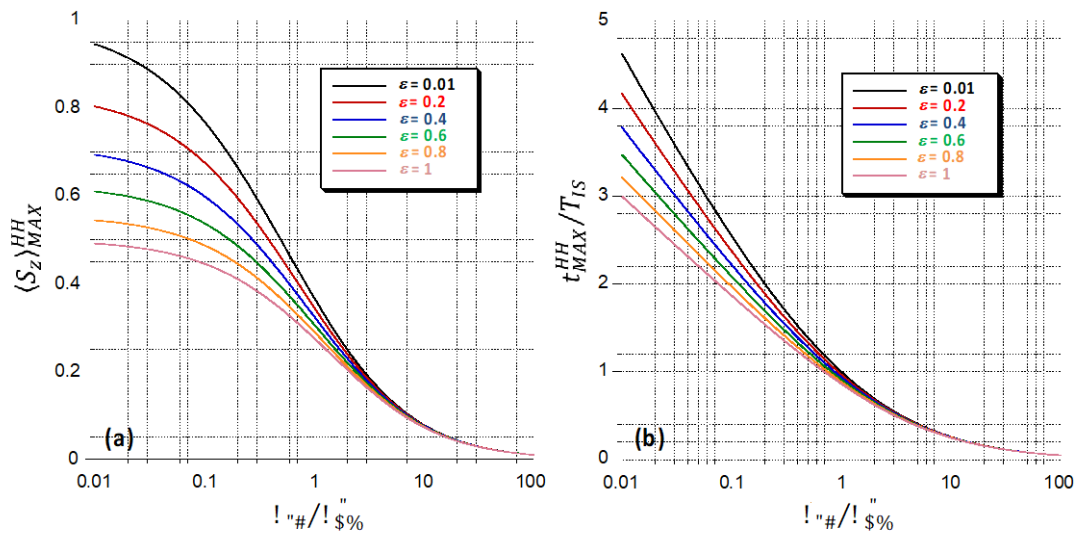 1
0.8
0.6
0.4
0.2
0
0.01
0.1
1
10
100
⟨S_z⟩^HH_MAX
ε = 0.01
ε = 0.2
ε = 0.4
ε = 0.6
ε = 0.8
ε = 1
(a)
! "#/! "$%
5
4
3
2
1
0
0.01
0.1
1
10
100
t^HH_MAX/T_IS
ε = 0.01
ε = 0.2
ε = 0.4
ε = 0.6
ε = 0.8
ε = 1
(b)
! "#/! "$%